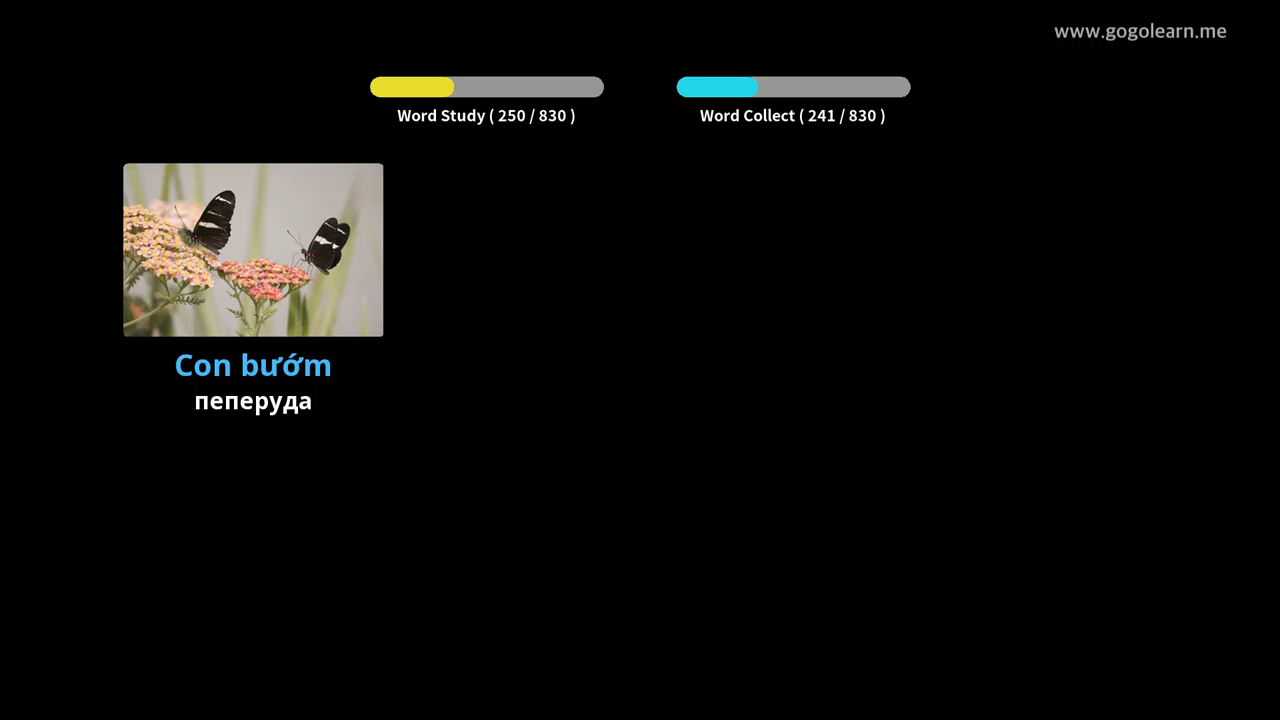 www.gogolearn.me
Word Study ( 250 / 830 )
Word Collect ( 241 / 830 )
Con bướm
пеперуда